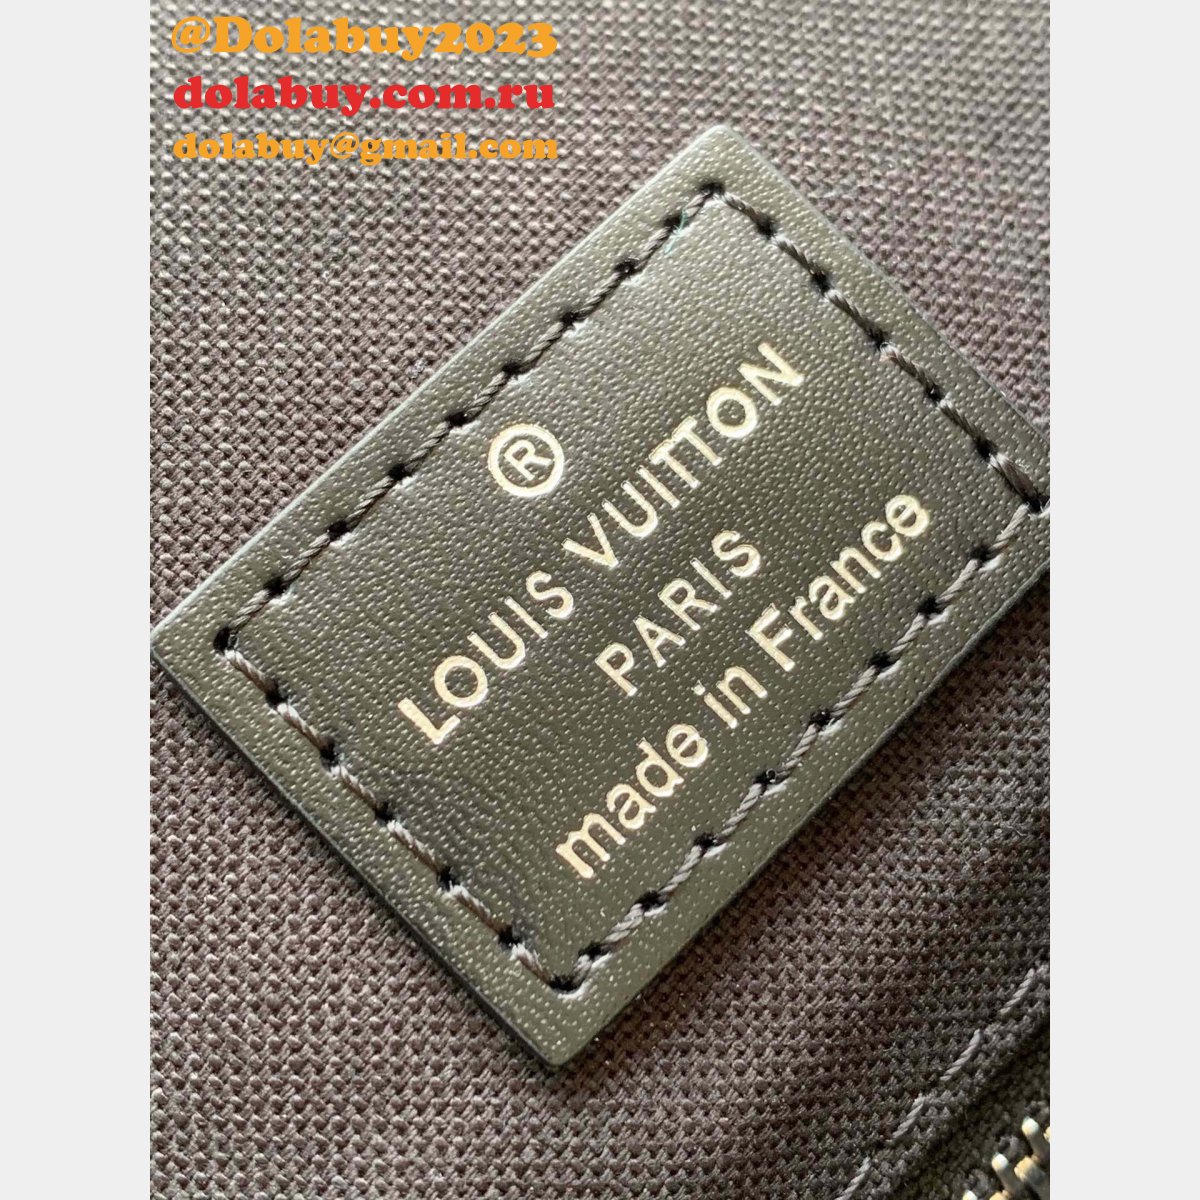 @Dolabuy2023
dolabuy.com.ru
dolabuy@gmail.com
®
LOUIS VUITTON
PARIS
made in France